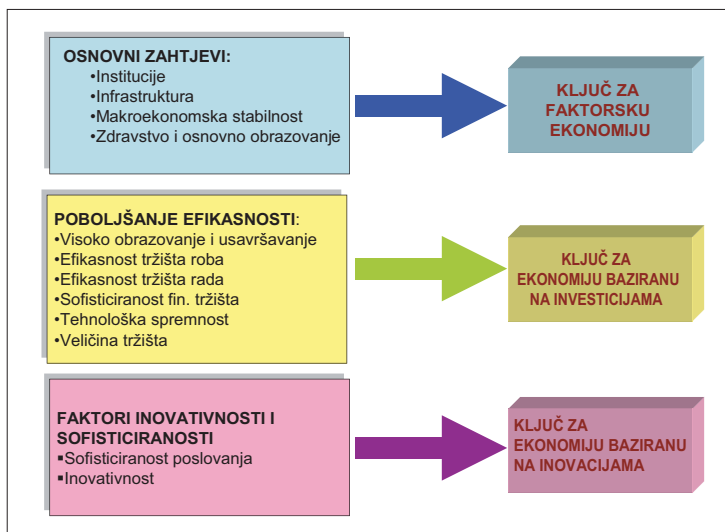 OSNOVNI ZAHTJEVI:
•Institucije
•Infrastruktura
•Makroekonomska stabilnost
•Zdravstvo i osnovno obrazovanje
KLJUČ ZA
FAKTORSKU
EKONOMIJU
POBOLJŠANJE EFIKASNOSTI:
•Visoko obrazovanje i usavršavanje
•Efikasnost tržišta roba
•Efikasnost tržišta rada
•Sofisticiranost fin. tržišta
•Tehnološka spremnost
•Veličina tržišta
KLJUČ ZA
EKONOMIJU BAZIRANU
NA INVESTICIJAMA
FAKTORI INOVATIVNOSTI I
SOFISTICIRANOSTI
▪Sofisticiranost poslovanja
▪Inovativnost
KLJUČ ZA
EKONOMIJU BAZIRANU
NA INOVACIJAMA